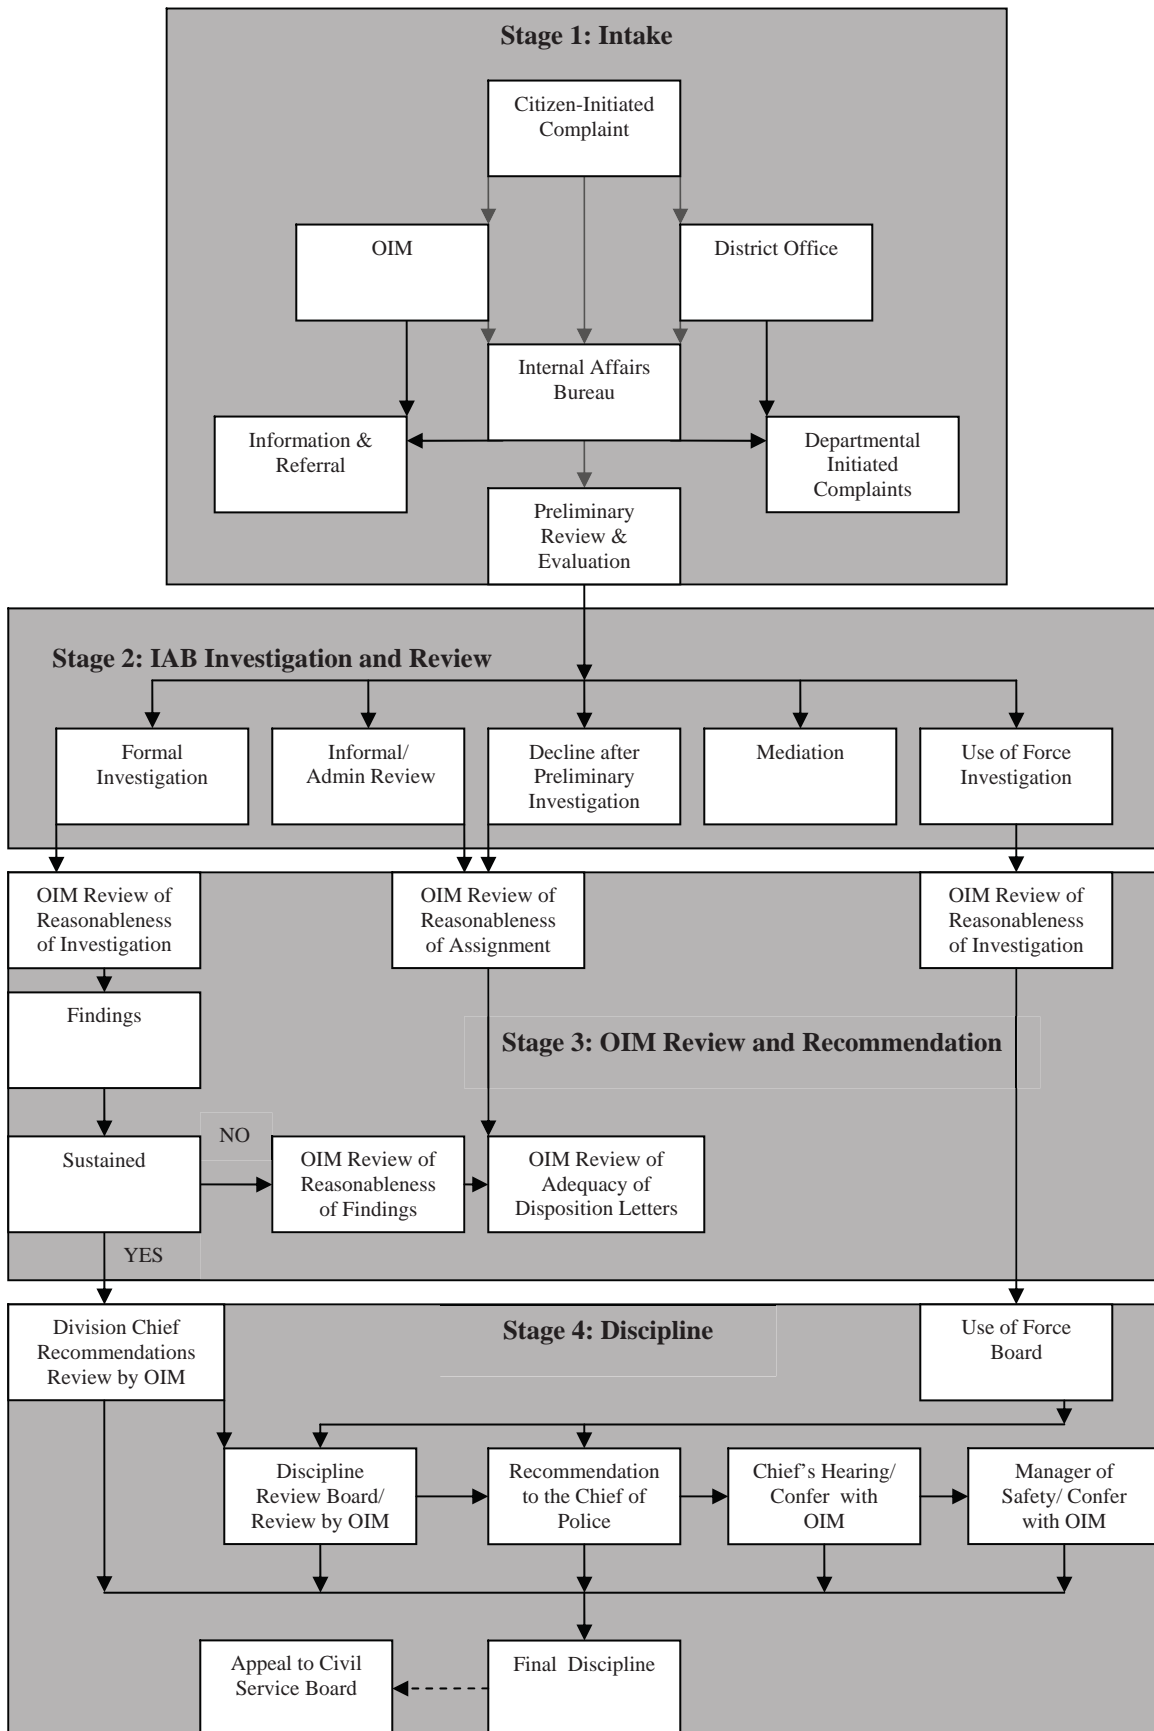 Stage 1: Intake
Citizen-Initiated
Complaint
OIM
District Office
Internal Affairs
Bureau
Information &
Referral
Departmental
Initiated
Complaints
Preliminary
Review &
Evaluation
Stage 2: IAB Investigation and Review
Formal
Investigation
Informal/
Admin Review
Decline after
Preliminary
Investigation
Mediation
Use of Force
Investigation
OIM Review of
Reasonableness
of Investigation
OIM Review of
Reasonableness
of Assignment
OIM Review of
Reasonableness
of Investigation
Findings
Stage 3: OIM Review and Recommendation
Sustained
NO
OIM Review of
Reasonableness
of Findings
OIM Review of
Adequacy of
Disposition Letters
YES
Division Chief
Recommendations
Review by OIM
Stage 4: Discipline
Use of Force
Board
Discipline
Review Board/
Review by OIM
Recommendation
to the Chief of
Police
Chief's Hearing/
Confer with
OIM
Manager of
Safety/ Confer
with OIM
Appeal to Civil
Service Board
Final Discipline